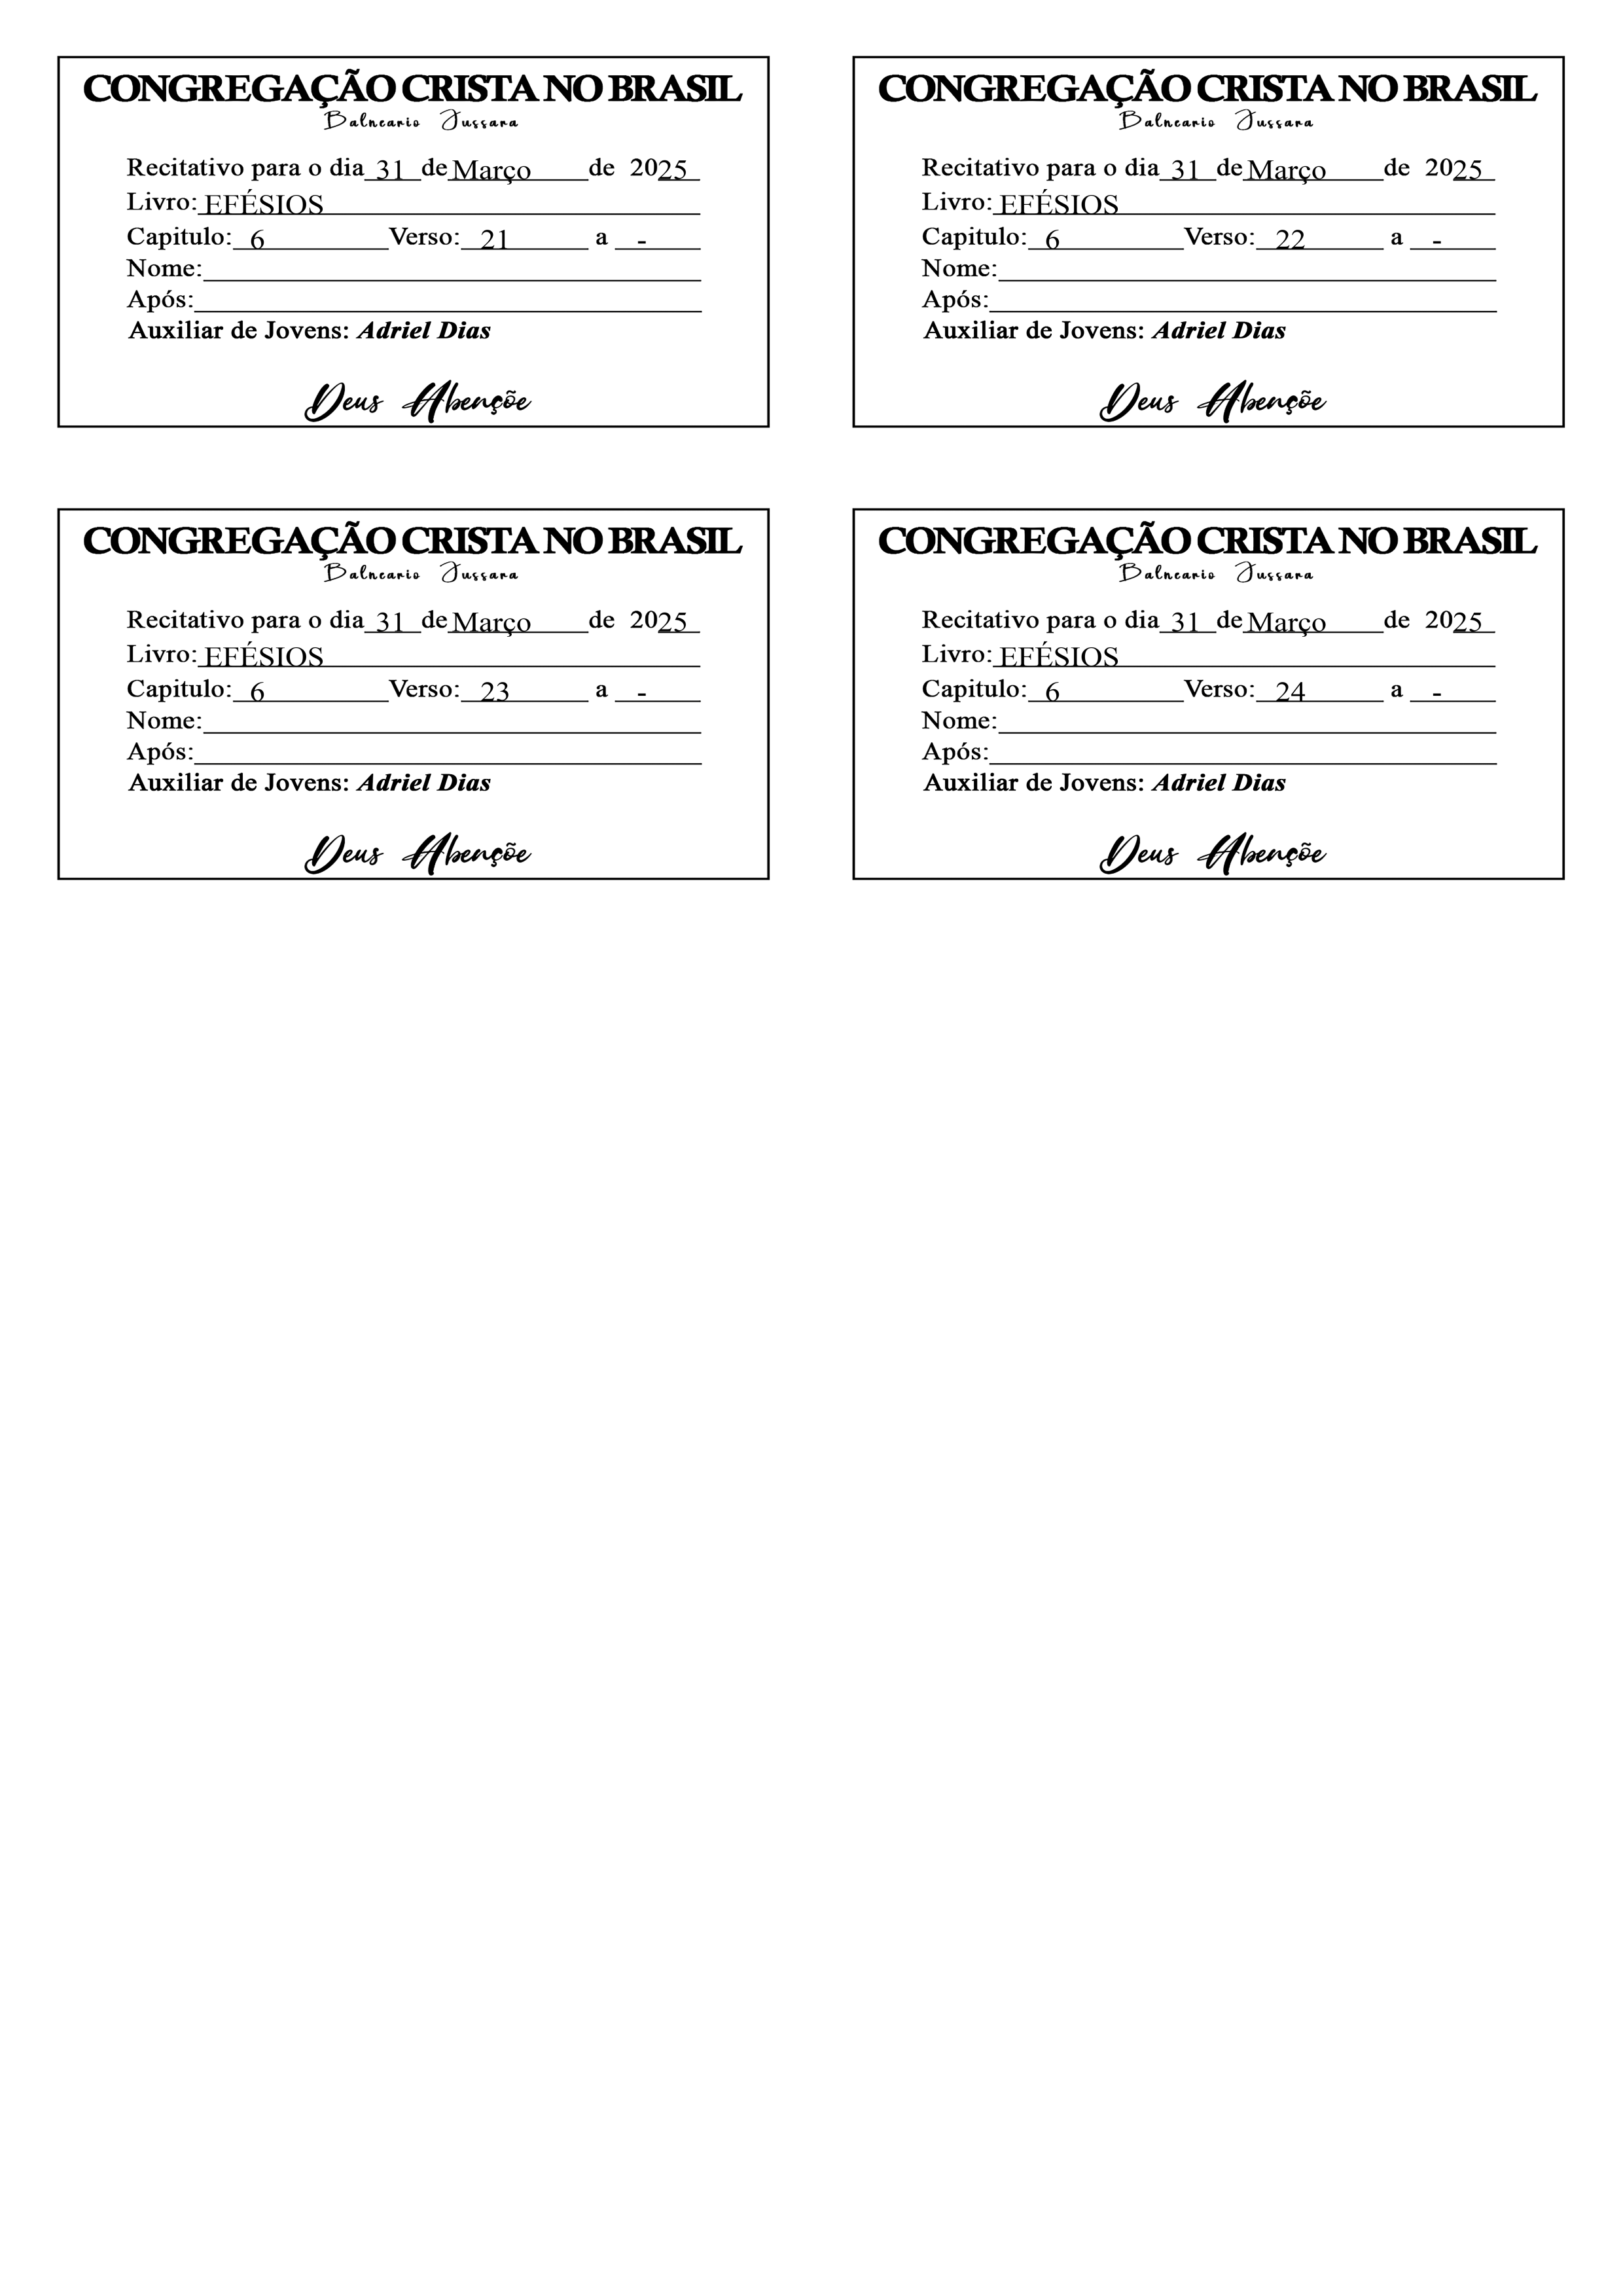 CONGREGAÇÃO CRISTA NO BRASIL
Balneario Jussara
Recitativo para o dia 31 de Março de 2025
Livro: EFÉSIOS
Capitulo: 6 Verso: 21 a -
Nome:
Após:
Auxiliar de Jovens: Adriel Dias
Deus Abençõe
CONGREGAÇÃO CRISTA NO BRASIL
Balneario Jussara
Recitativo para o dia 31 de Março de 2025
Livro: EFÉSIOS
Capitulo: 6 Verso: 22 a -
Nome:
Após:
Auxiliar de Jovens: Adriel Dias
Deus Abençõe
CONGREGAÇÃO CRISTA NO BRASIL
Balneario Jussara
Recitativo para o dia 31 de Março de 2025
Livro: EFÉSIOS
Capitulo: 6 Verso: 23 a -
Nome:
Após:
Auxiliar de Jovens: Adriel Dias
Deus Abençõe
CONGREGAÇÃO CRISTA NO BRASIL
Balneario Jussara
Recitativo para o dia 31 de Março de 2025
Livro: EFÉSIOS
Capitulo: 6 Verso: 24 a -
Nome:
Após:
Auxiliar de Jovens: Adriel Dias
Deus Abençõe